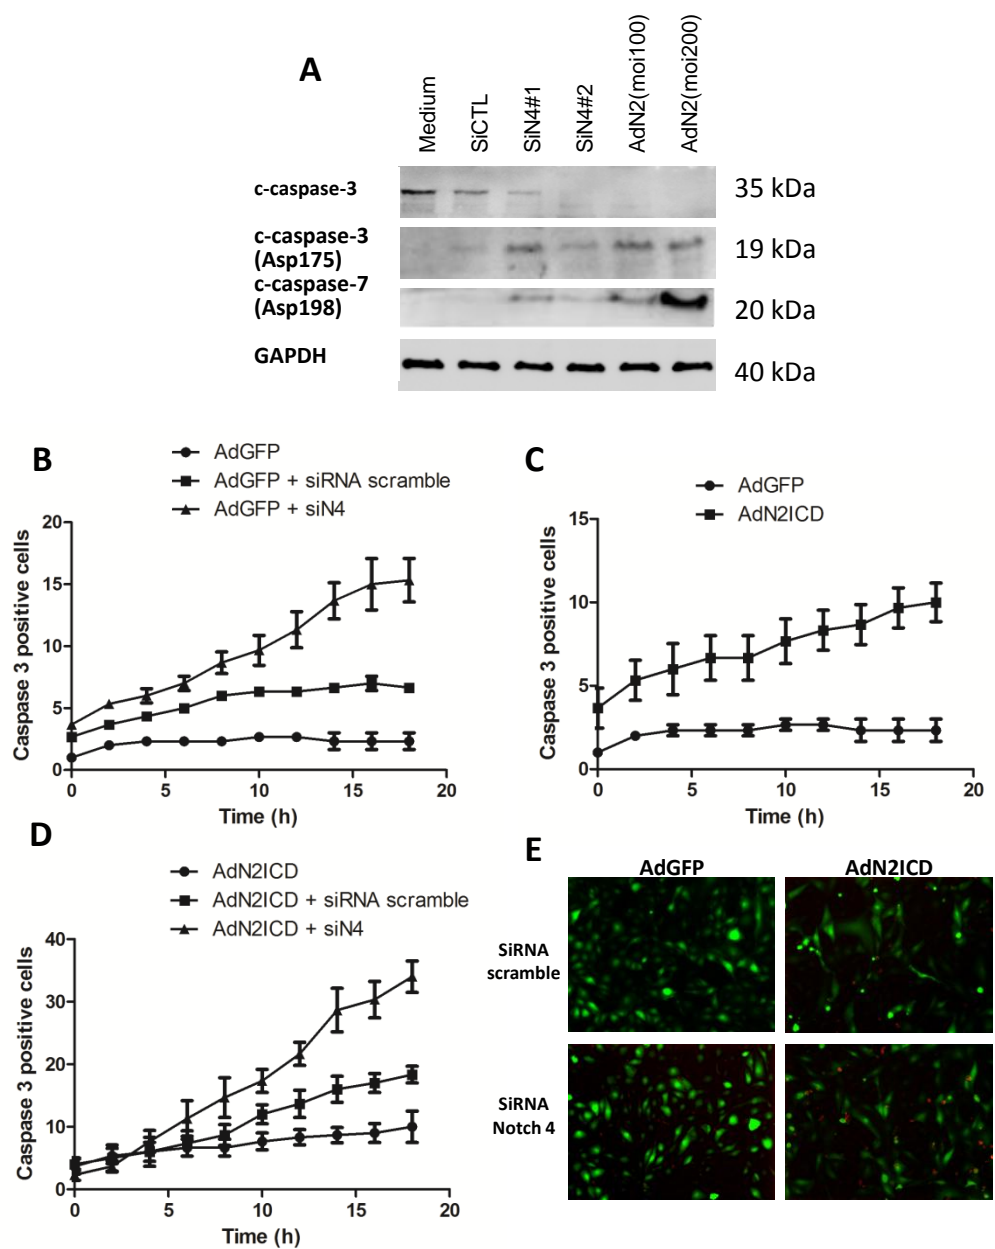 A
Medium
SiCTL
SiN4#1
SiN4#2
AdN2(moi100)
AdN2(moi200)
c-caspase-3
35 kDa
c-caspase-3
(Asp175)
19 kDa
c-caspase-7
(Asp198)
20 kDa
GAPDH
40 kDa
B
AdGFP
AdGFP + siRNA scramble
AdGFP + siN4
Caspase 3 positive cells
20
15
10
5
0
0 5 10 15 20
Time (h)
C
AdGFP
AdN2ICD
Caspase 3 positive cells
15
10
5
0
0 5 10 15 20
Time (h)
D
AdN2ICD
AdN2ICD + siRNA scramble
AdN2ICD + siN4
Caspase 3 positive cells
40
30
20
10
0
0 5 10 15 20
Time (h)
E
AdGFP AdN2ICD
SiRNA
scramble
SiRNA
Notch 4